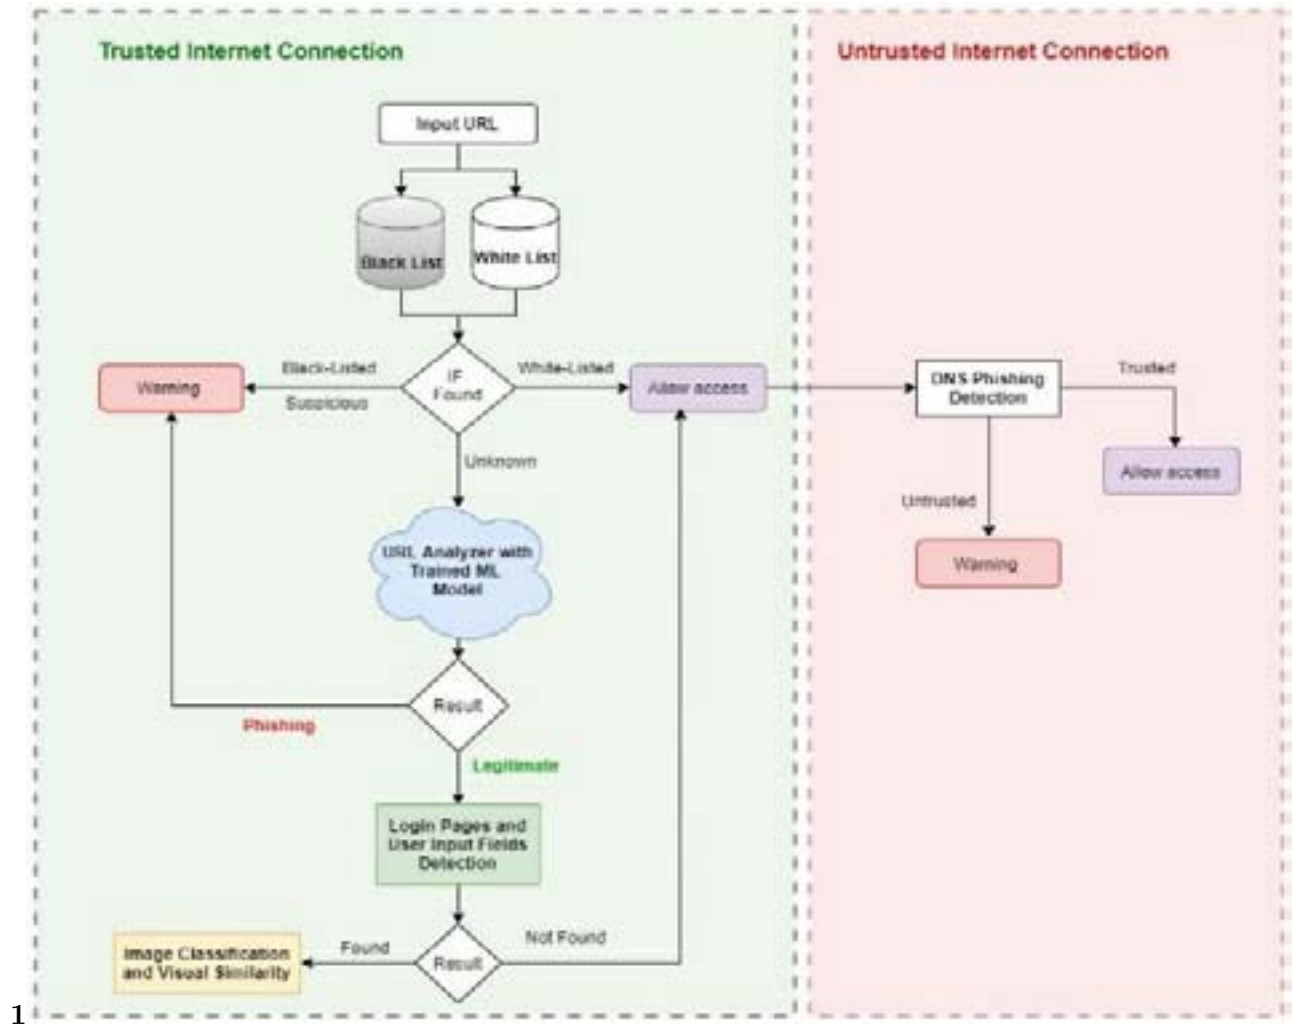 Trusted Internet Connection
Untrusted Internet Connection
Input URL
Black List
White List
Black-Listed
Suspicious
IF
Found
White-Listed
Warning
Allow access
DNS Phishing
Detection
Trusted
Allow access
Untrusted
Warning
Unknown
URL Analyzer with
Trained ML
Model
Result
Phishing
Legitimate
Login Pages and
User Input Fields
Detection
Image Classification
and Visual Similarity
Found
Result
Not Found
1